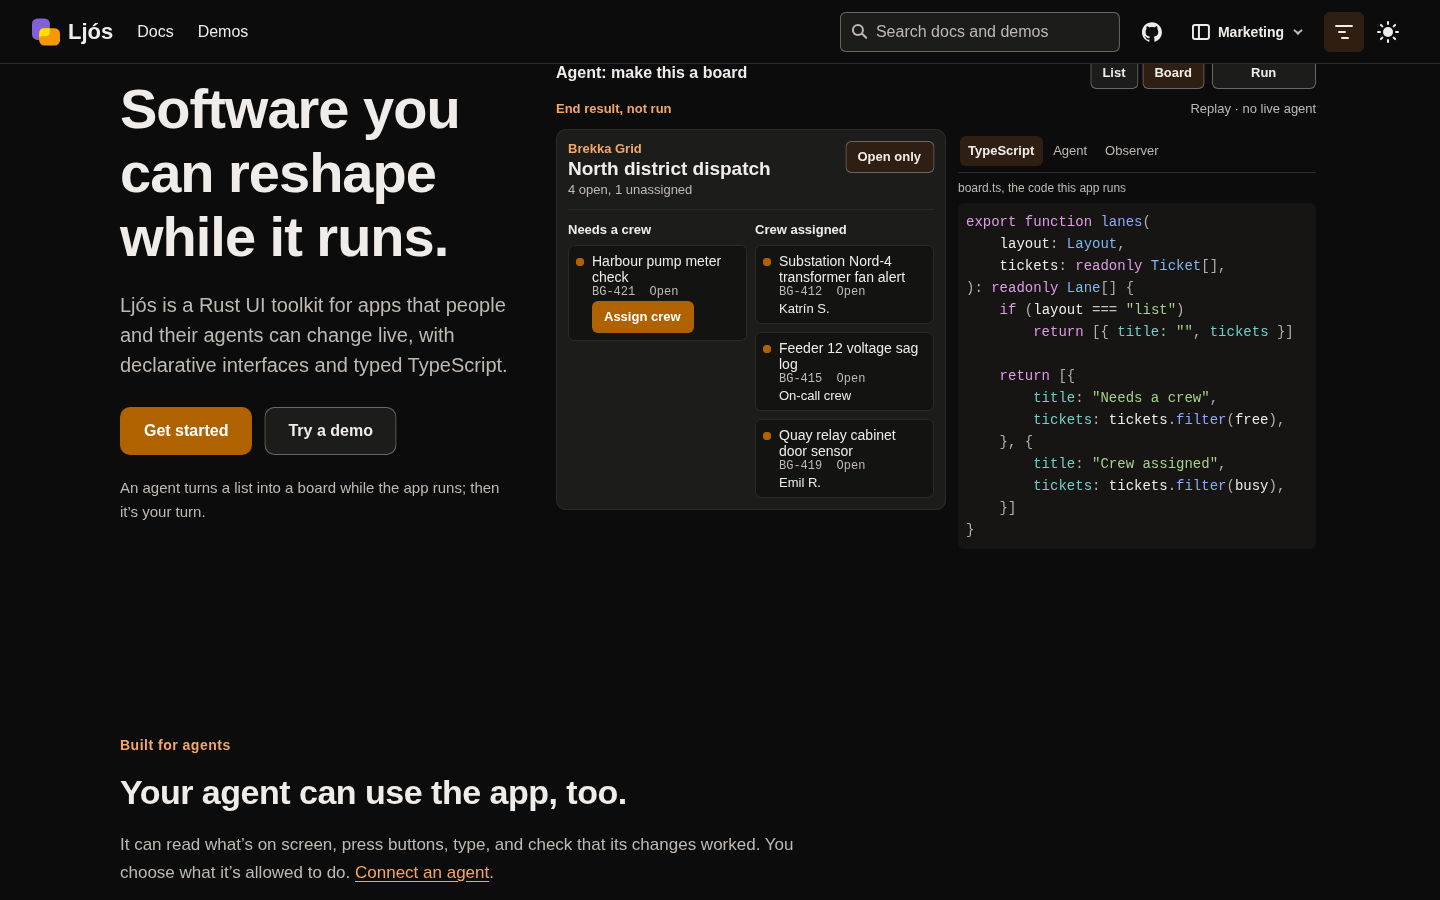 Ljós
Docs
Demos
Search docs and demos
Marketing
Software you
can reshape
while it runs.
Ljós is a Rust UI toolkit for apps that people
and their agents can change live, with
declarative interfaces and typed TypeScript.
Get started
Try a demo
An agent turns a list into a board while the app runs; then
it’s your turn.
Agent: make this a board
List
Board
Run
End result, not run
Replay · no live agent
Brekka Grid
North district dispatch
4 open, 1 unassigned
Open only
Needs a crew
Harbour pump meter
check
BG-421 Open
Assign crew
Crew assigned
Substation Nord-4
transformer fan alert
BG-412 Open
Katrín S.
Feeder 12 voltage sag
log
BG-415 Open
On-call crew
Quay relay cabinet
door sensor
BG-419 Open
Emil R.
TypeScript
Agent
Observer
board.ts, the code this app runs
export function lanes(
    layout: Layout,
    tickets: readonly Ticket[],
): readonly Lane[] {
    if (layout === "list")
        return [{ title: "", tickets }]
    return [{
        title: "Needs a crew",
        tickets: tickets.filter(free),
    }, {
        title: "Crew assigned",
        tickets: tickets.filter(busy),
    }]
}
Built for agents
Your agent can use the app, too.
It can read what’s on screen, press buttons, type, and check that its changes worked. You
choose what it’s allowed to do. Connect an agent.